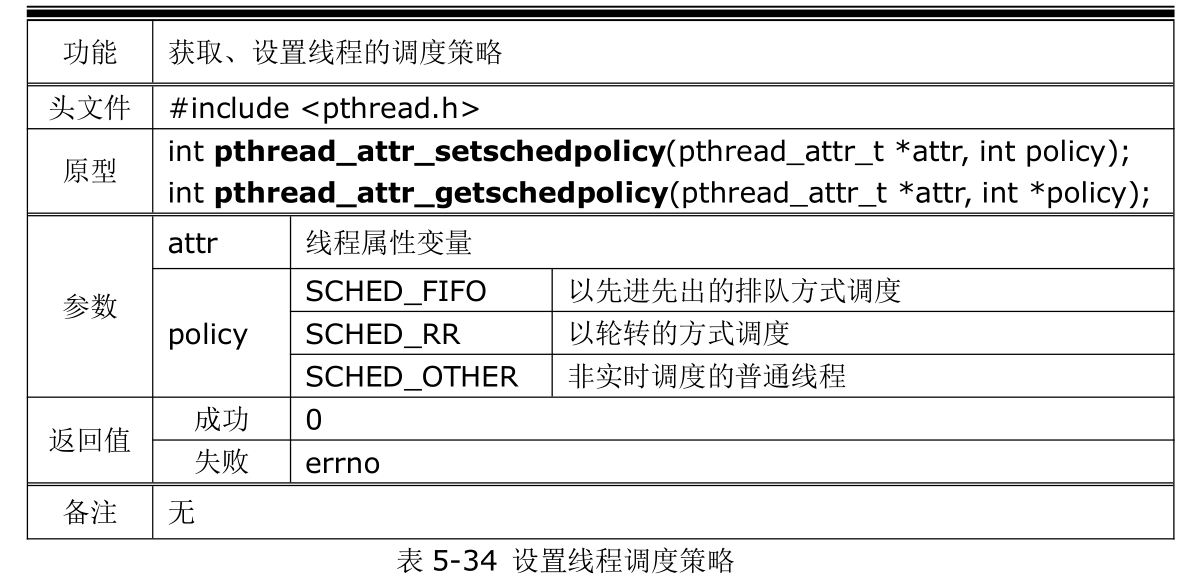 功能 获取、设置线程的调度策略
头文件 #include <pthread.h>
原型 int pthread_attr_setschedpolicy(pthread_attr_t *attr, int policy);
int pthread_attr_getschedpolicy(pthread_attr_t *attr, int *policy);
参数 attr 线程属性变量
policy SCHED_FIFO 以先进先出的排队方式调度
SCHED_RR 以轮转的方式调度
SCHED_OTHER 非实时调度的普通线程
返回值 成功 0
失败 errno
备注 无
表 5-34 设置线程调度策略